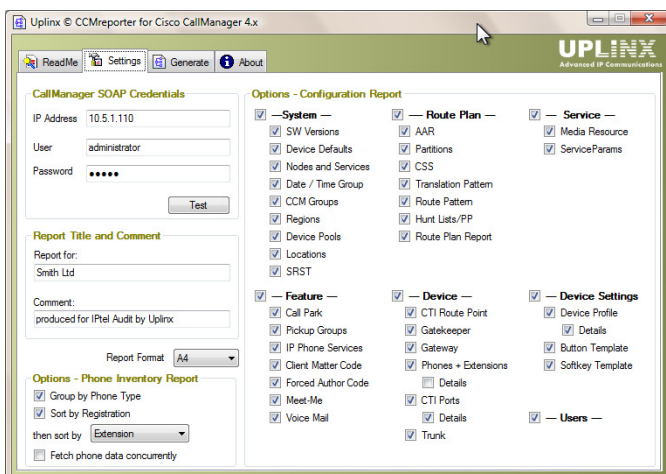 Uplinx © CCMreporter for Cisco CallManager 4.x
ReadMe
Settings
Generate
About
UPLINX
Advanced IP Communications
CallManager SOAP Credentials
IP Address 10.5.1.110
User administrator
Password •••••
Test
Report Title and Comment
Report for:
Smith Ltd
Comment:
produced for IPtel Audit by Uplinx
Report Format A4
Options - Phone Inventory Report
Group by Phone Type
Sort by Registration
then sort by Extension
Fetch phone data concurrently
Options - Configuration Report
—System —
SW Versions
Device Defaults
Nodes and Services
Date / Time Group
CCM Groups
Regions
Device Pools
Locations
SRST
— Route Plan —
AAR
Partitions
CSS
Translation Pattern
Route Pattern
Hunt Lists/PP
Route Plan Report
— Service —
Media Resource
ServiceParams
— Feature —
Call Park
Pickup Groups
IP Phone Services
Client Matter Code
Forced Author Code
Meet-Me
Voice Mail
— Device —
CTI Route Point
Gatekeeper
Gateway
Phones + Extensions
Details
CTI Ports
Details
Trunk
— Device Settings
Device Profile
Details
Button Template
Softkey Template
— Users —